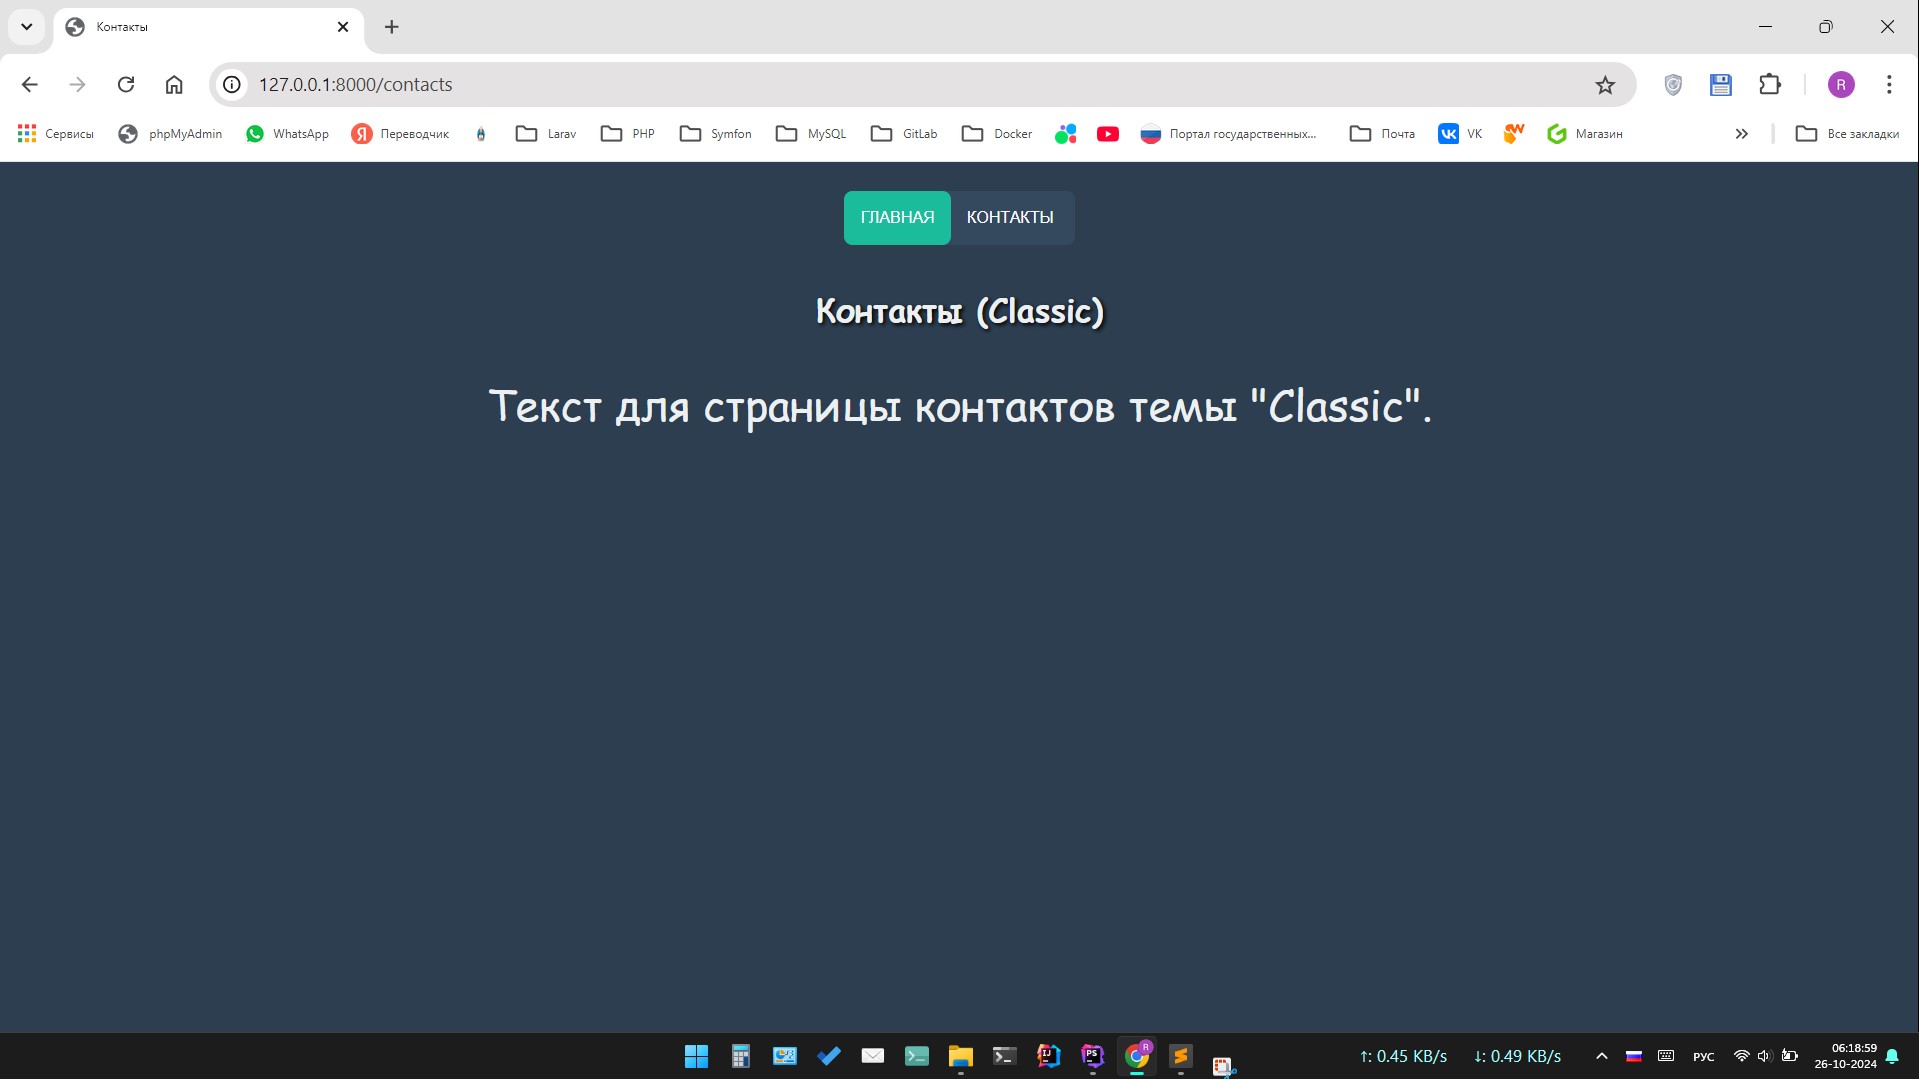 Контакты
127.0.0.1:8000/contacts
R
Сервисы
phpMyAdmin
WhatsApp
Я Переводчик
Larav
PHP
Symfon
MySQL
GitLab
Docker
Портал государственных...
Почта
VK
Магазин
Все закладки
ГЛАВНАЯ
КОНТАКТЫ
Контакты (Classic)
Текст для страницы контактов темы "Classic".
IJ
PS
R
↑: 0.45 KB/s
↓: 0.49 KB/s
РУС
06:18:59
26-10-2024